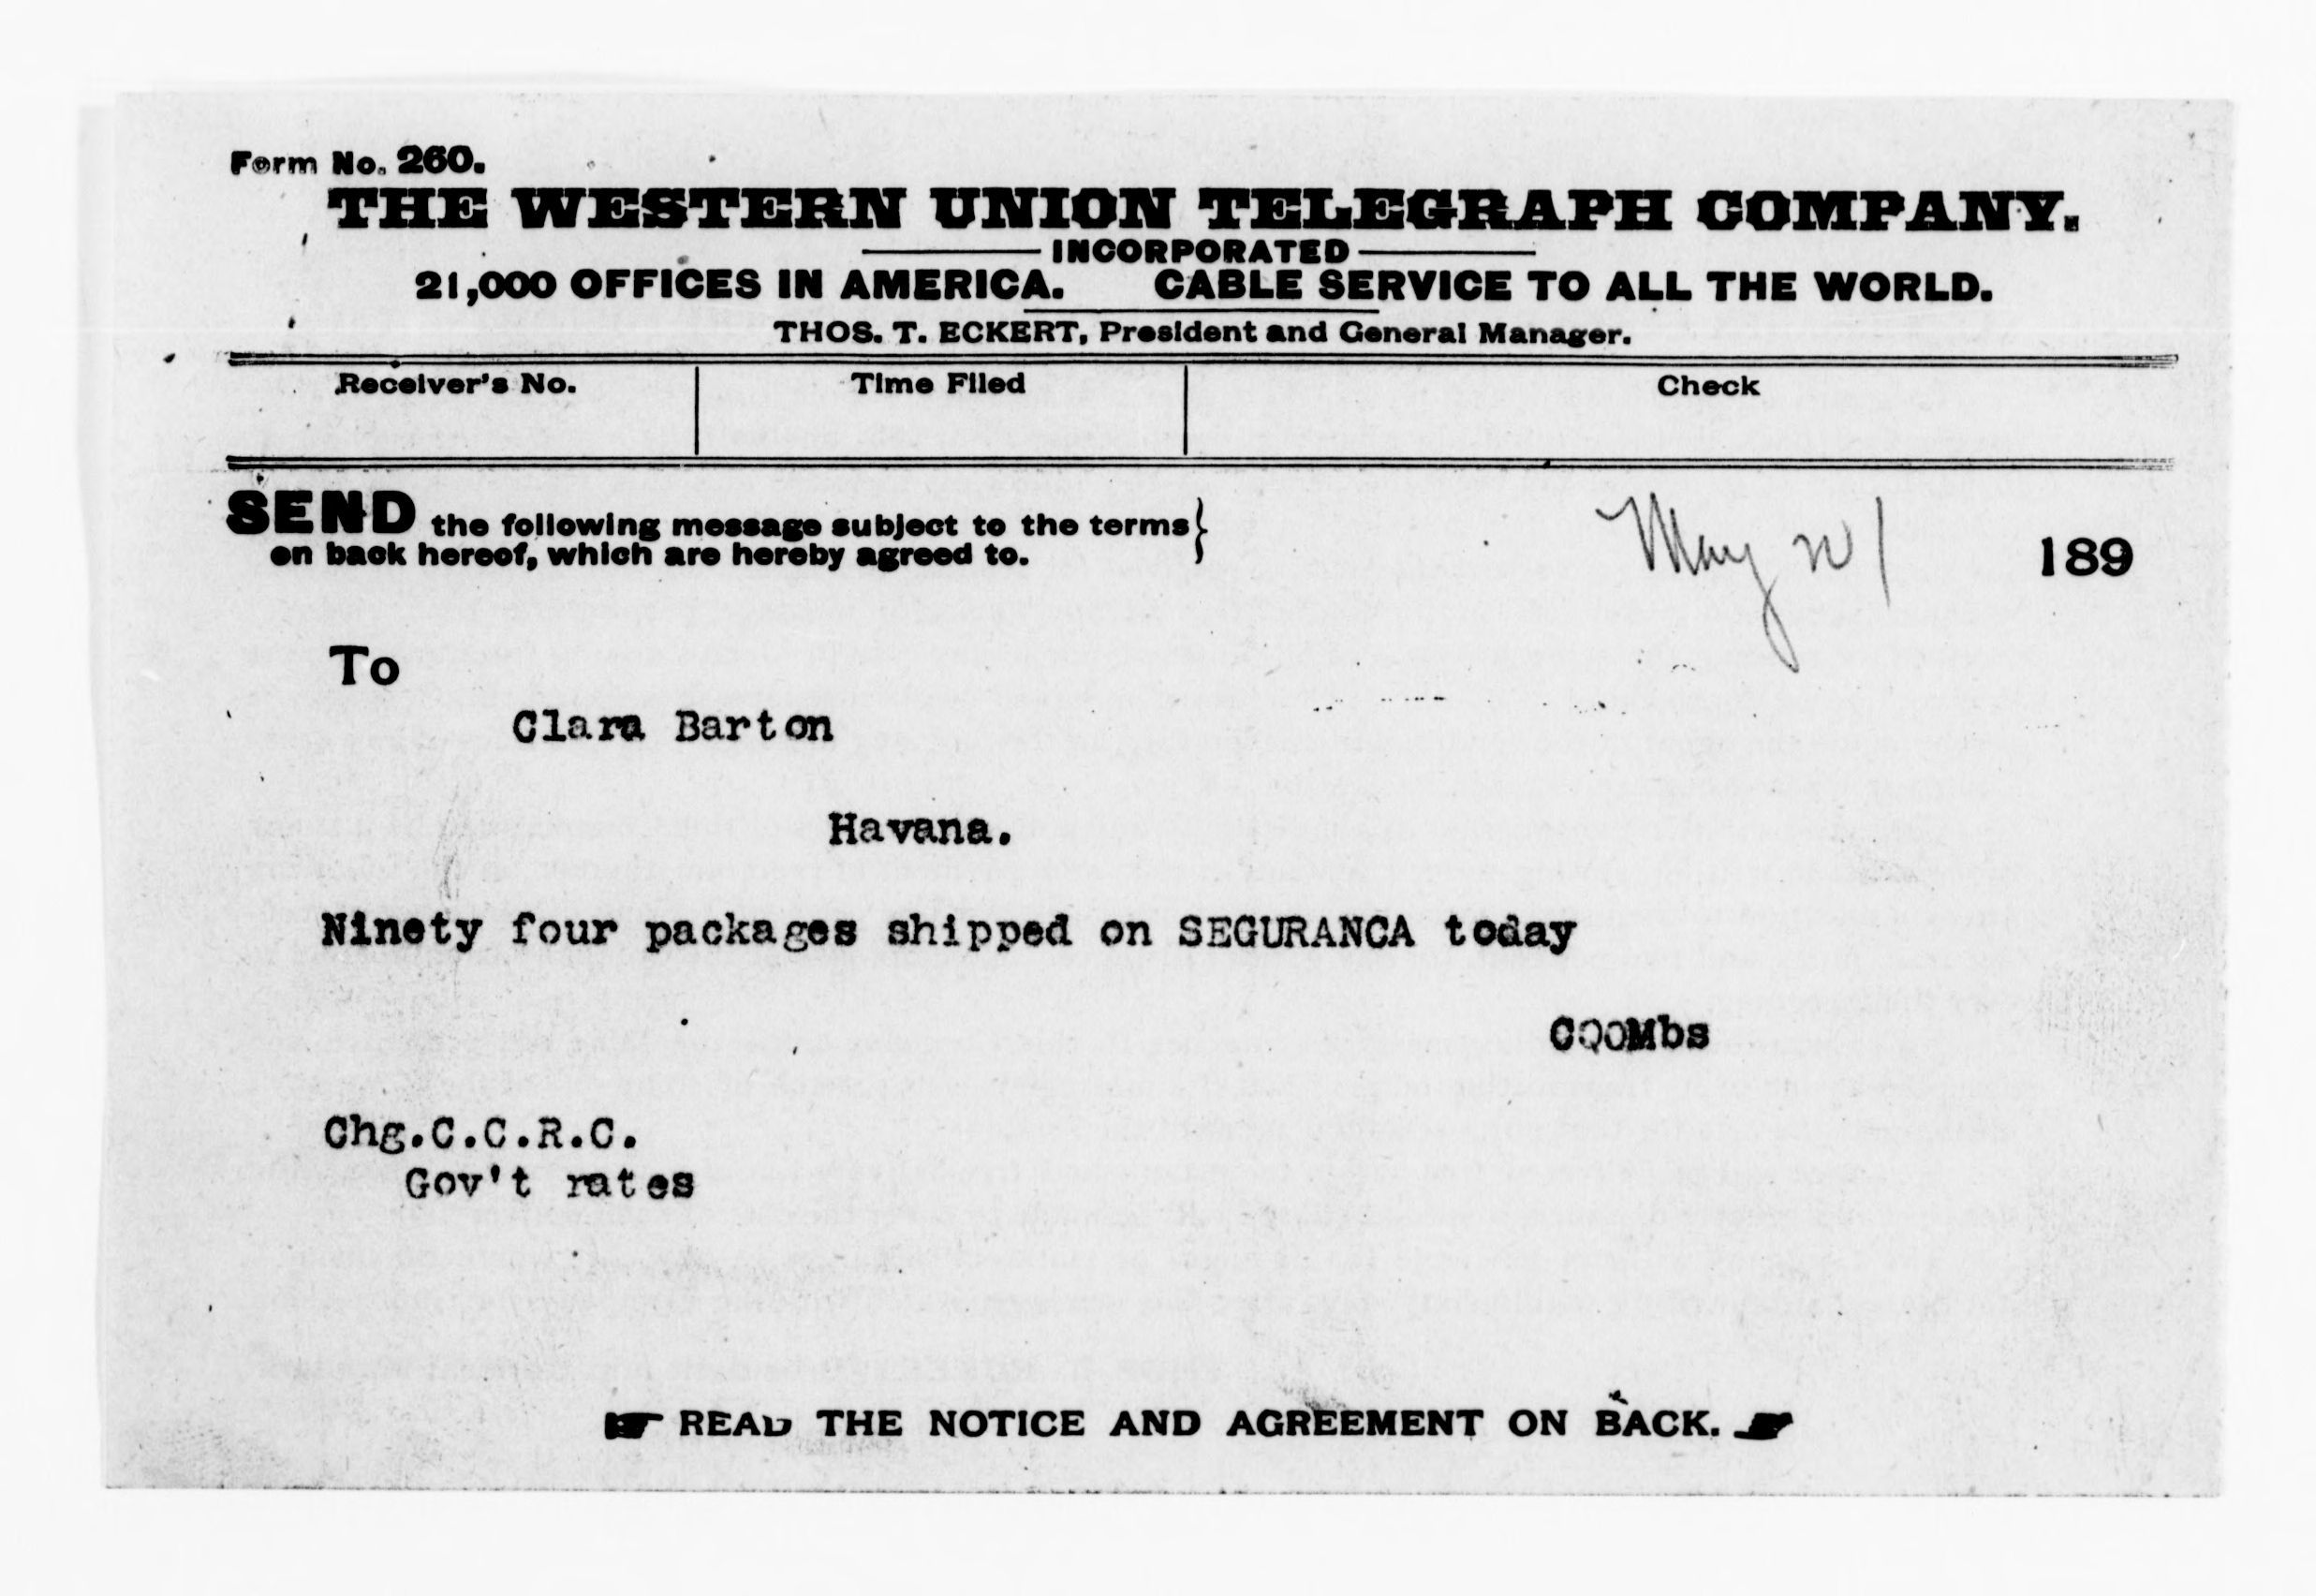 Form No. 260.
THE WESTERN UNION TELEGRAPH COMPANY.
INCORPORATED
21,000 OFFICES IN AMERICA. CABLE SERVICE TO ALL THE WORLD.
THOS. T. ECKERT, President and General Manager.
Receiver's No. Time Filed Check
SEND the following message subject to the terms
on back hereof, which are hereby agreed to.
May 189
To
Clara Barton
Havana.
Ninety four packages shipped on SEGURANCA today
COOMbs
Chg.C.C.R.C.
Gov't rates
READ THE NOTICE AND AGREEMENT ON BACK.